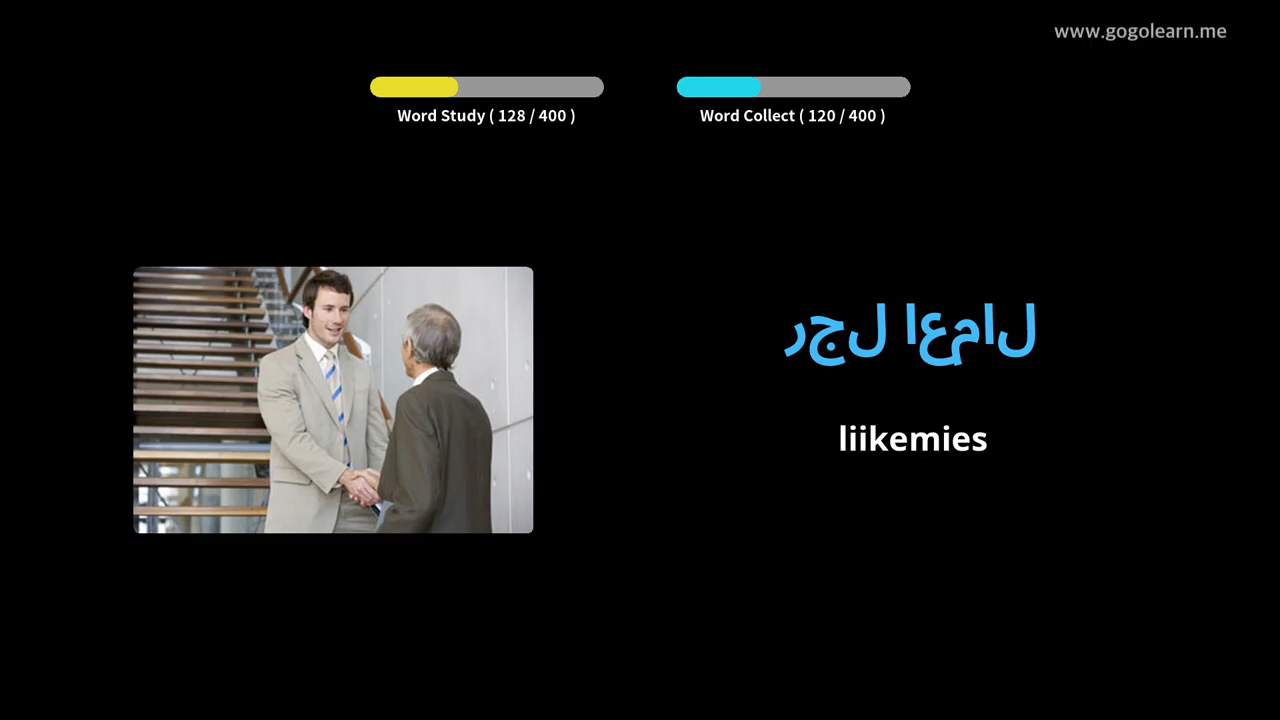 www.gogolearn.me
Word Study ( 128 / 400 )
Word Collect ( 120 / 400 )
رجل اعمال
liikemies